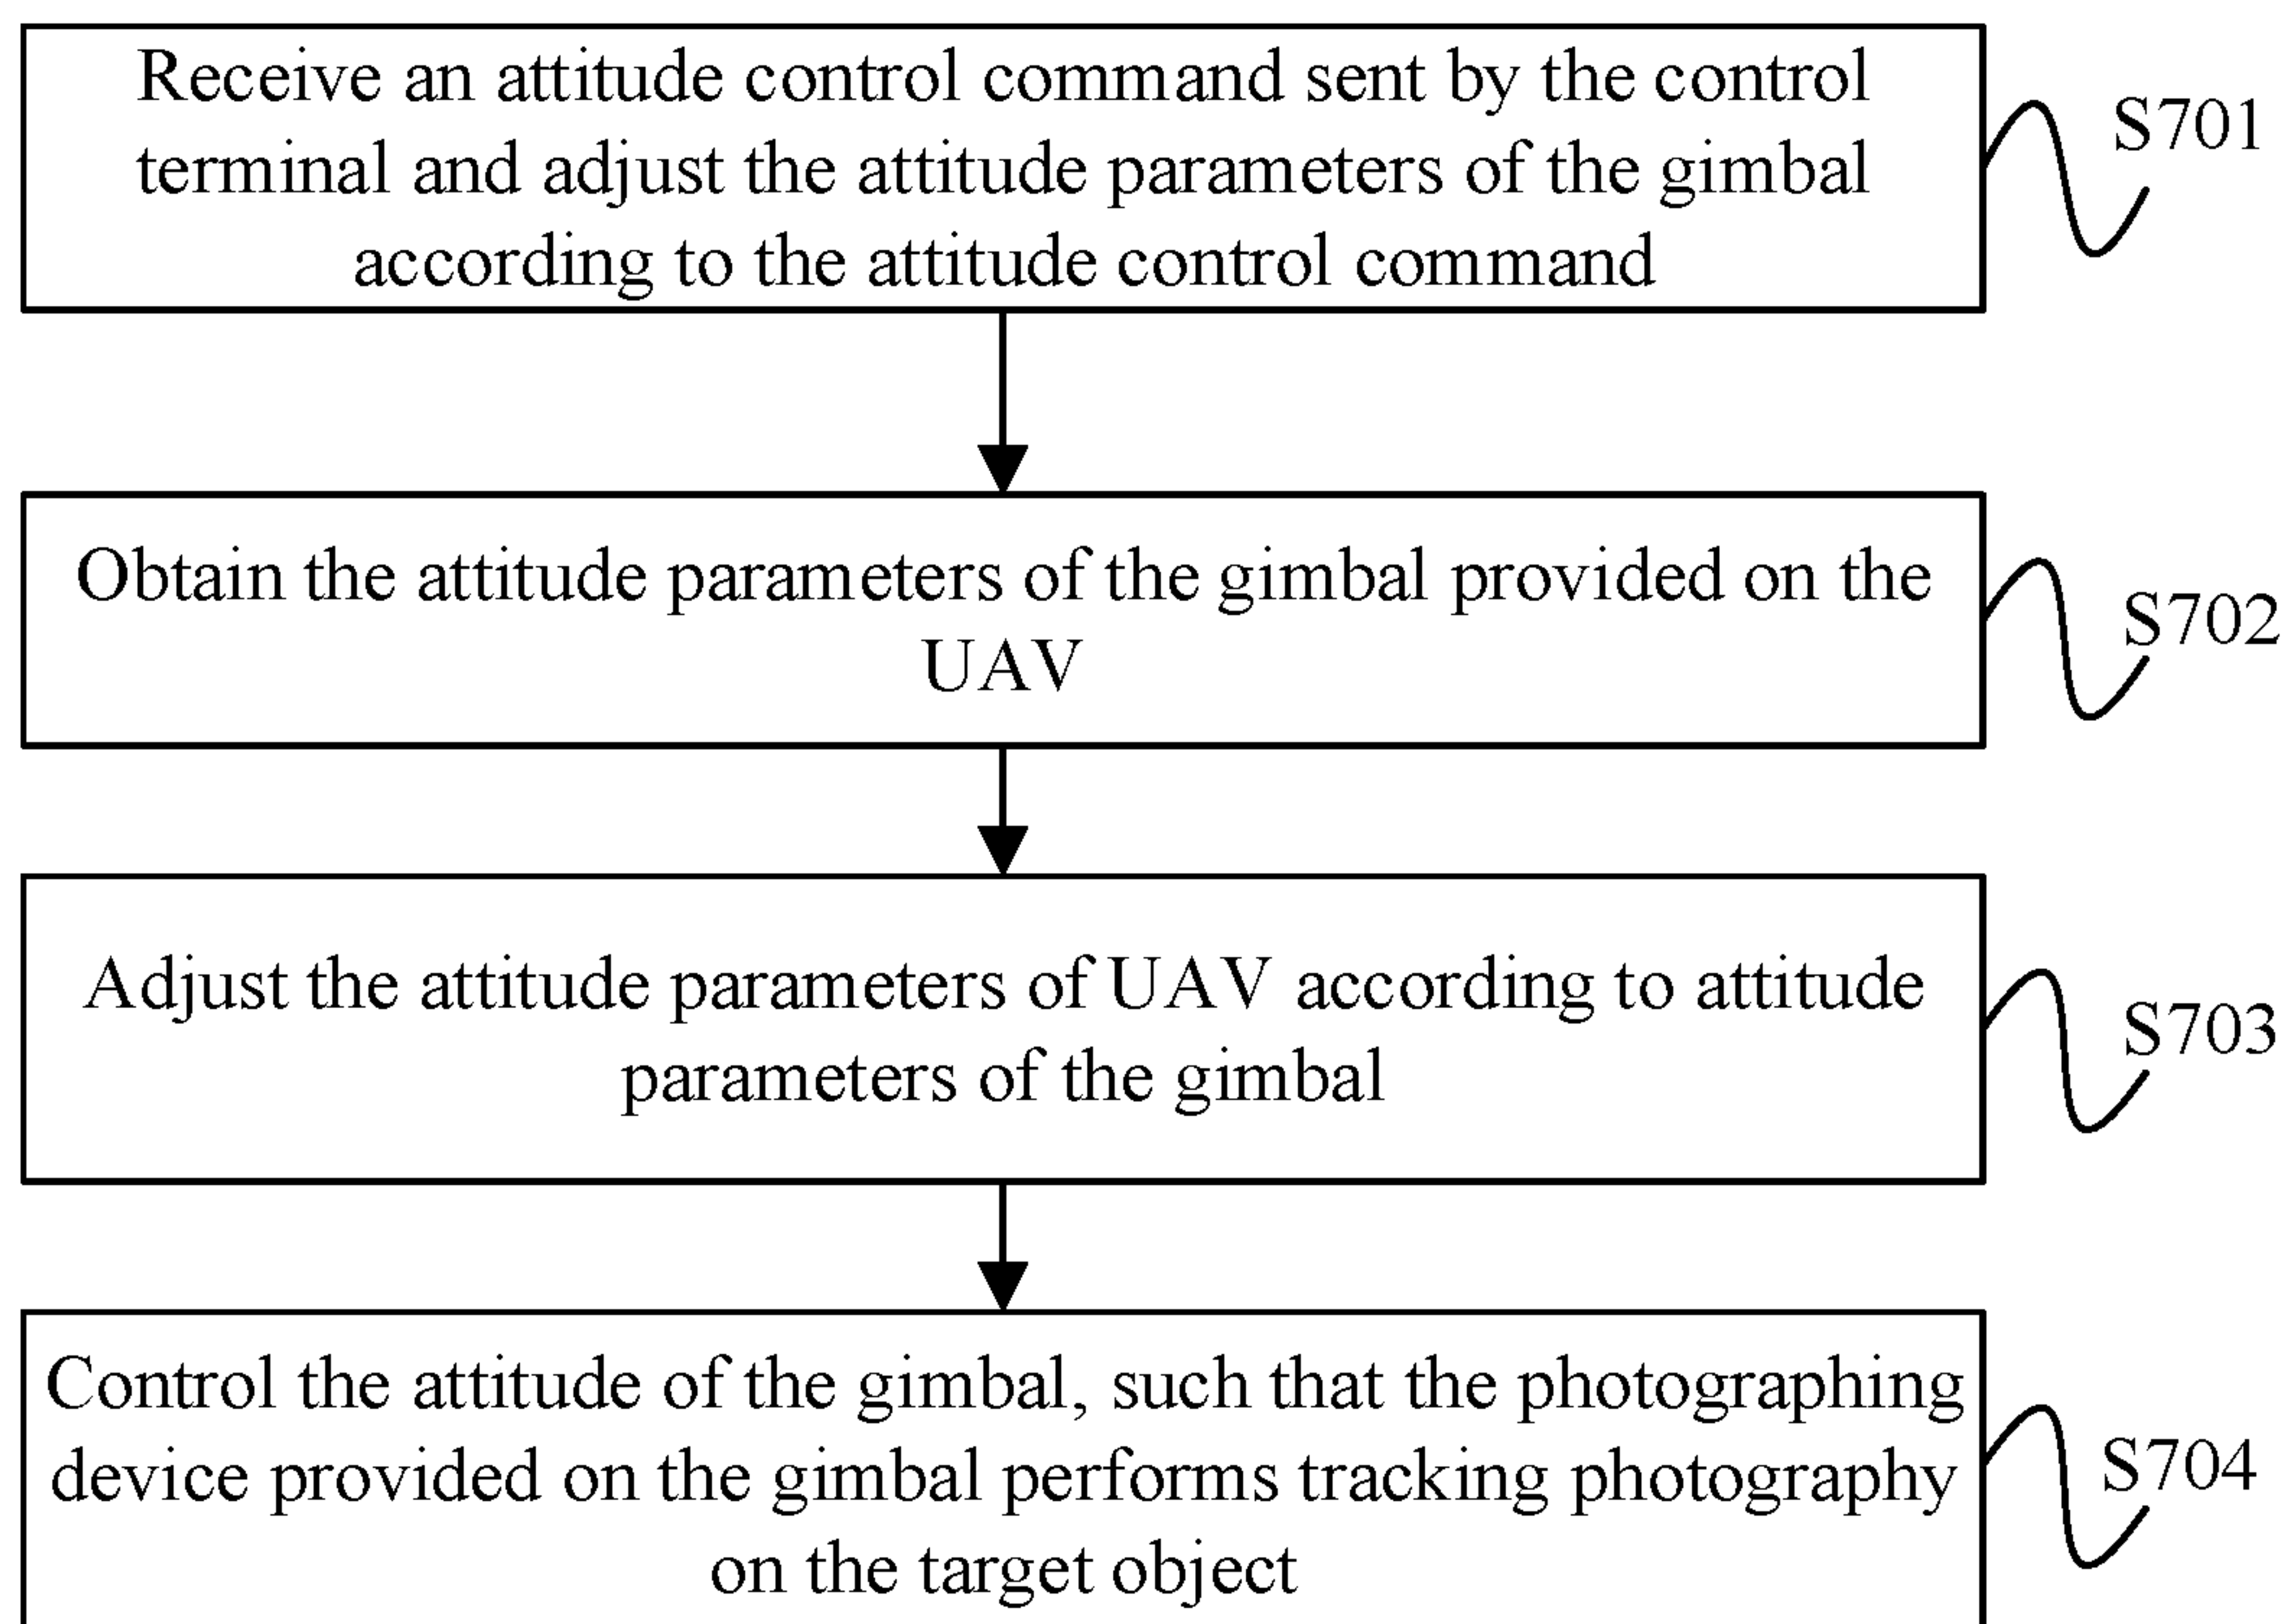 Receive an attitude control command sent by the control
terminal and adjust the attitude parameters of the gimbal
according to the attitude control command
S701
Obtain the attitude parameters of the gimbal provided on the
UAV
S702
Adjust the attitude parameters of UAV according to attitude
parameters of the gimbal
S703
Control the attitude of the gimbal, such that the photographing
device provided on the gimbal performs tracking photography
on the target object
S704